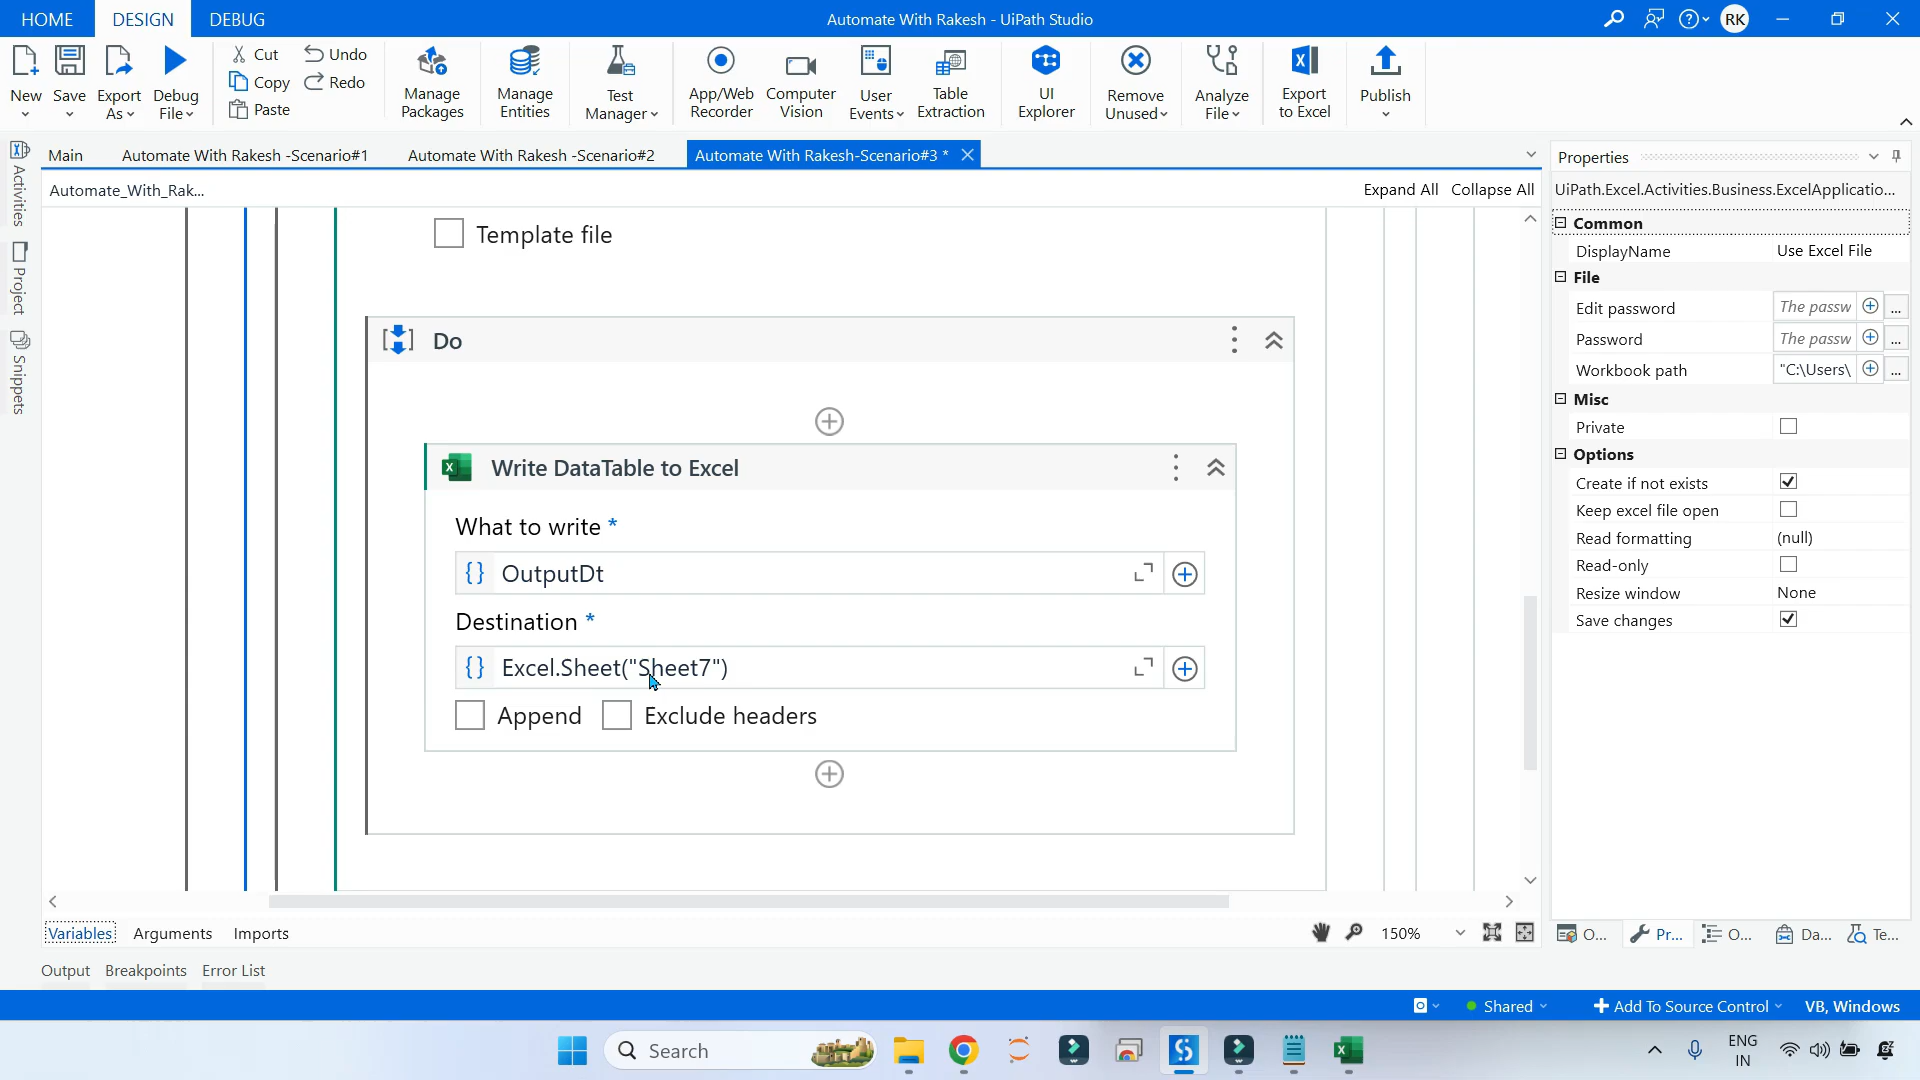 HOME
DESIGN
DEBUG
Automate With Rakesh - UiPath Studio
RK
New
Save
Export
As
Debug
File
Cut
Copy
Paste
Undo
Redo
Manage
Packages
Manage
Entities
Test
Manager
App/Web
Recorder
Computer
Vision
User
Events
Table
Extraction
UI
Explorer
Remove
Unused
Analyze
File
Export
to Excel
Publish
Activities
Project
Snippets
Main
Automate With Rakesh -Scenario#1
Automate With Rakesh -Scenario#2
Automate With Rakesh-Scenario#3 *
Automate_With_Rak...
Expand All
Collapse All
Template file
Do
Write DataTable to Excel
What to write *
{} OutputDt
Destination *
{} Excel.Sheet("Sheet7")
Append
Exclude headers
Properties
UiPath.Excel.Activities.Business.ExcelApplicatio...
Common
DisplayName
Use Excel File
File
Edit password
The passw
...
Password
The passw
...
Workbook path
"C:\Users\
...
Misc
Private
Options
Create if not exists
Keep excel file open
Read formatting
(null)
Read-only
Resize window
None
Save changes
Variables
Arguments
Imports
150%
O...
Pr...
O...
Da...
Te...
Output
Breakpoints
Error List
Shared
Add To Source Control
VB, Windows
Search
ENG
IN